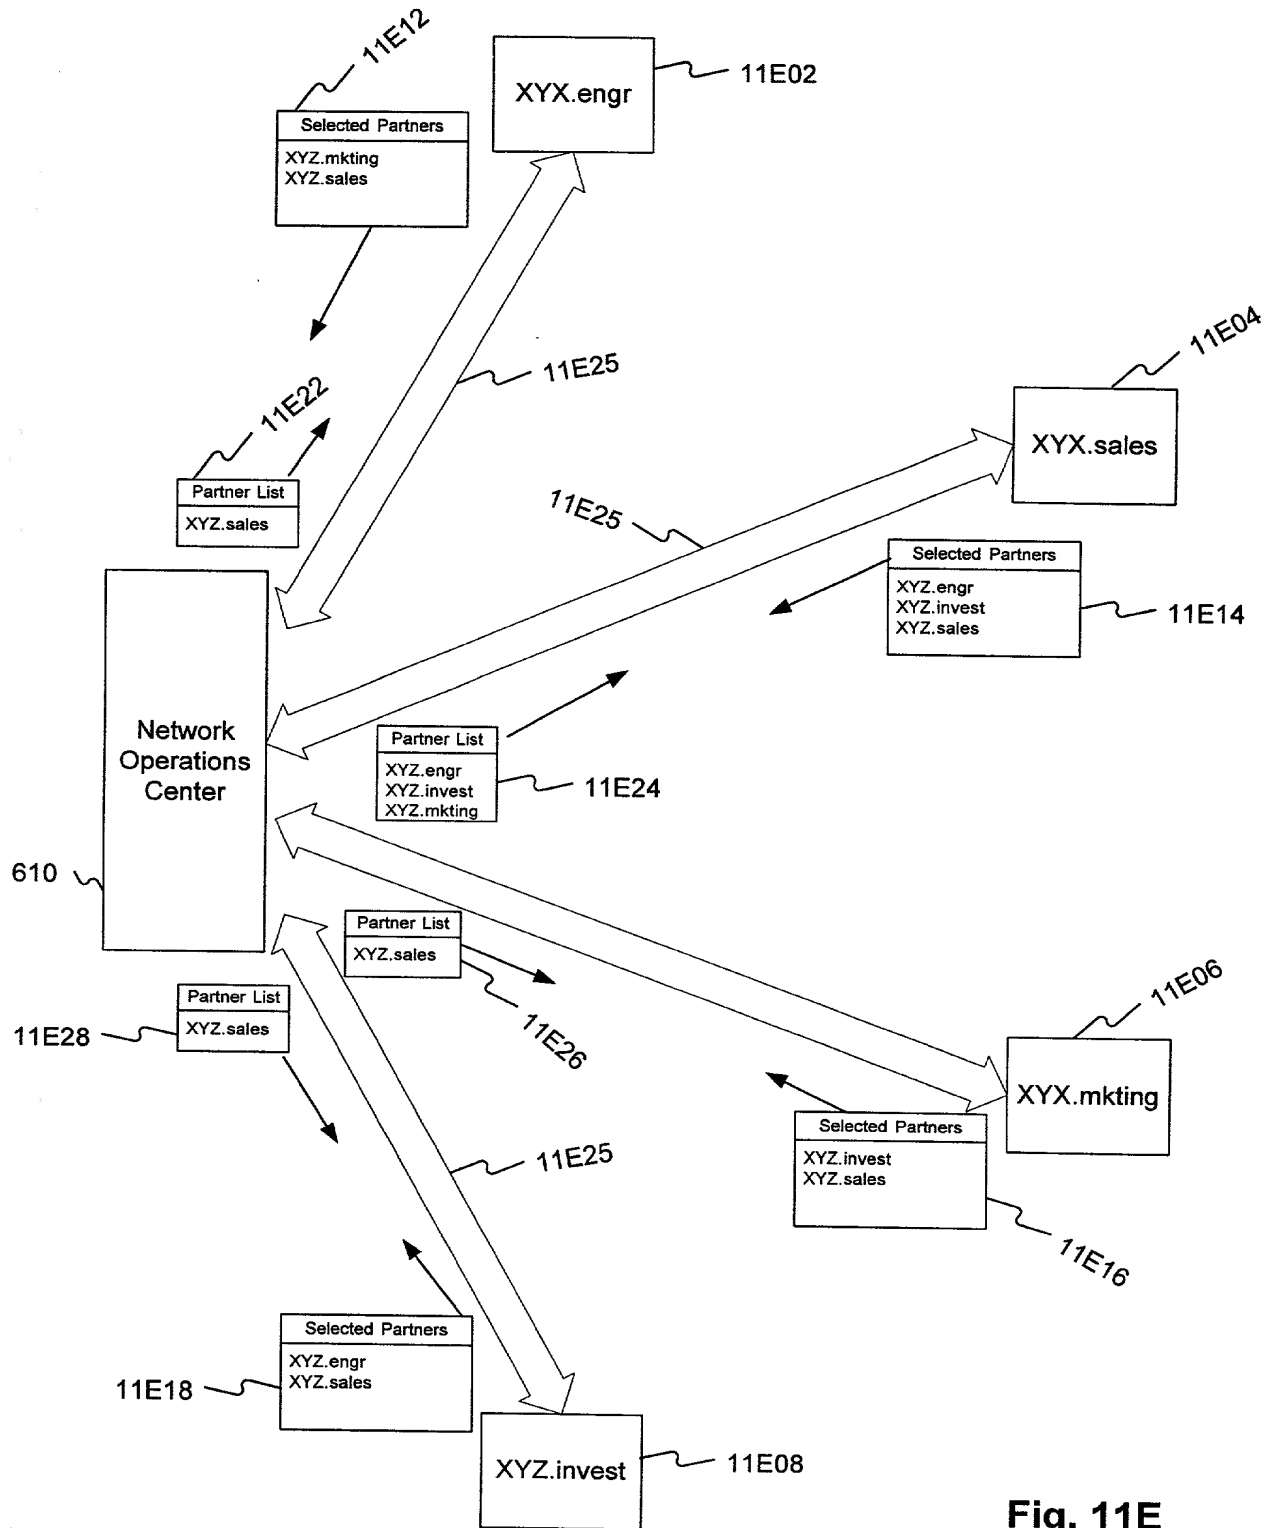 11E12
XYX.engr
11E02
Selected Partners
XYZ.mkting
XYZ.sales
11E25
11E04
11E22
XYX.sales
Partner List
XYZ.sales
11E25
Selected Partners
XYZ.engr
XYZ.invest
XYZ.sales
11E14
Network
Operations
Center
Partner List
XYZ.engr
XYZ.invest
XYZ.mkting
11E24
610
Partner List
XYZ.sales
11E26
11E06
Partner List
XYZ.sales
11E28
XYX.mkting
Selected Partners
XYZ.invest
XYZ.sales
11E16
11E25
Selected Partners
XYZ.engr
XYZ.sales
11E18
XYZ.invest
11E08
Fig. 11E